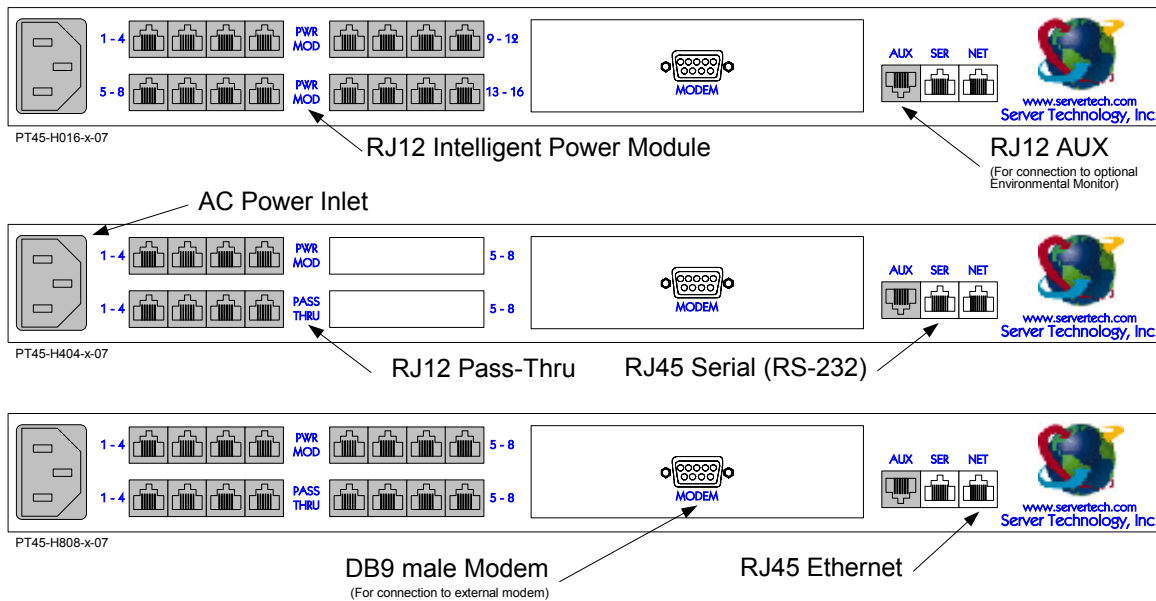 1 - 4 PWR MOD 9 - 12
5 - 8 PWR MOD 13 - 16
MODEM
AUX SER NET
www.servertech.com
Server Technology, Inc.
PT45-H016-x-07
RJ12 Intelligent Power Module
RJ12 AUX
(For connection to optional
Environmental Monitor)
AC Power Inlet
1 - 4 PWR MOD 5 - 8
1 - 4 PASS THRU 5 - 8
MODEM
AUX SER NET
www.servertech.com
Server Technology, Inc.
PT45-H404-x-07
RJ12 Pass-Thru
RJ45 Serial (RS-232)
1 - 4 PWR MOD 5 - 8
1 - 4 PASS THRU 5 - 8
MODEM
AUX SER NET
www.servertech.com
Server Technology, Inc.
PT45-H808-x-07
DB9 male Modem
(For connection to external modem)
RJ45 Ethernet